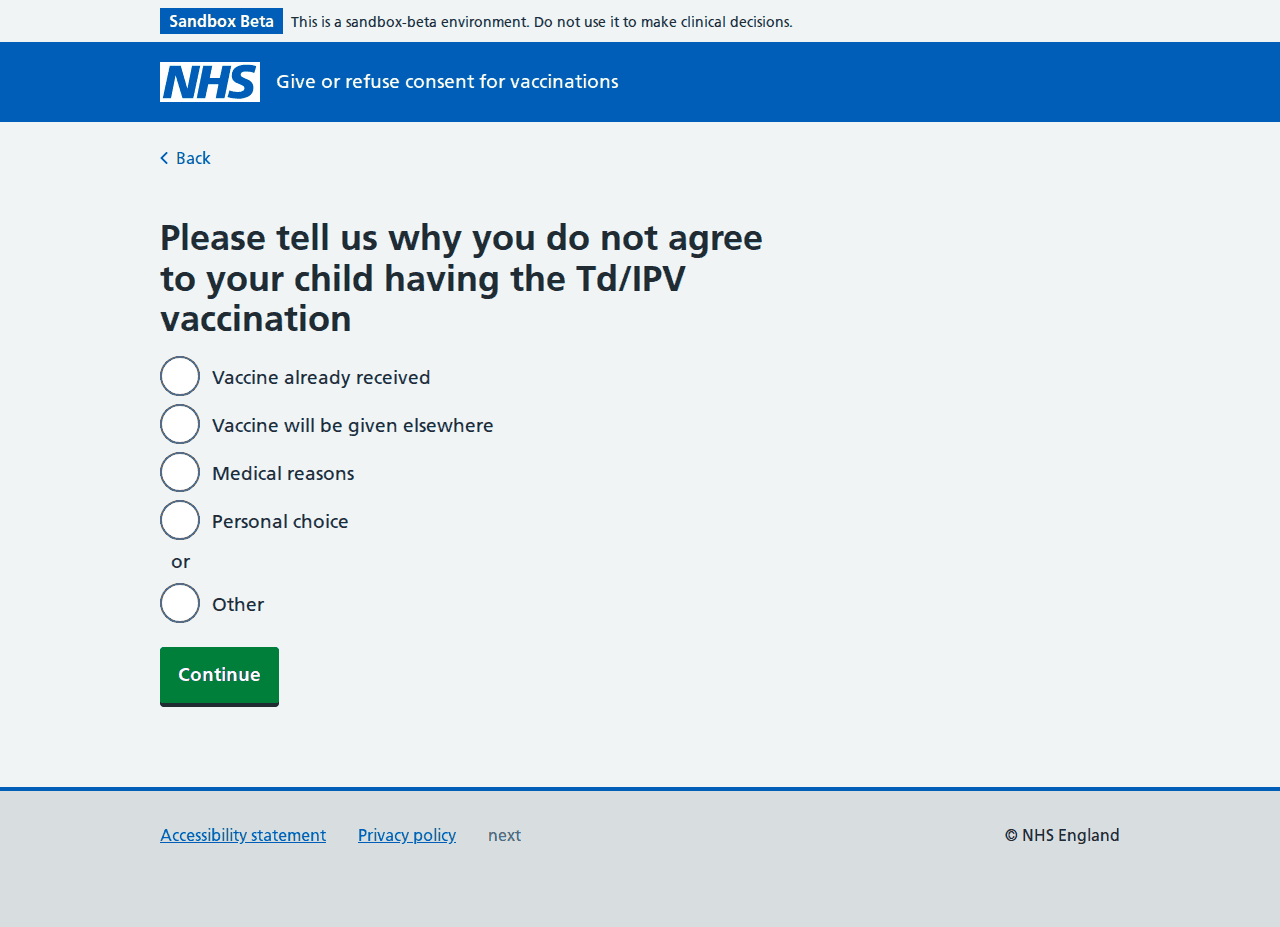 Sandbox Beta This is a sandbox-beta environment. Do not use it to make clinical decisions.
NHS Give or refuse consent for vaccinations
Back
Please tell us why you do not agree
to your child having the Td/IPV
vaccination
Vaccine already received
Vaccine will be given elsewhere
Medical reasons
Personal choice
or
Other
Continue
Accessibility statement Privacy policy next © NHS England